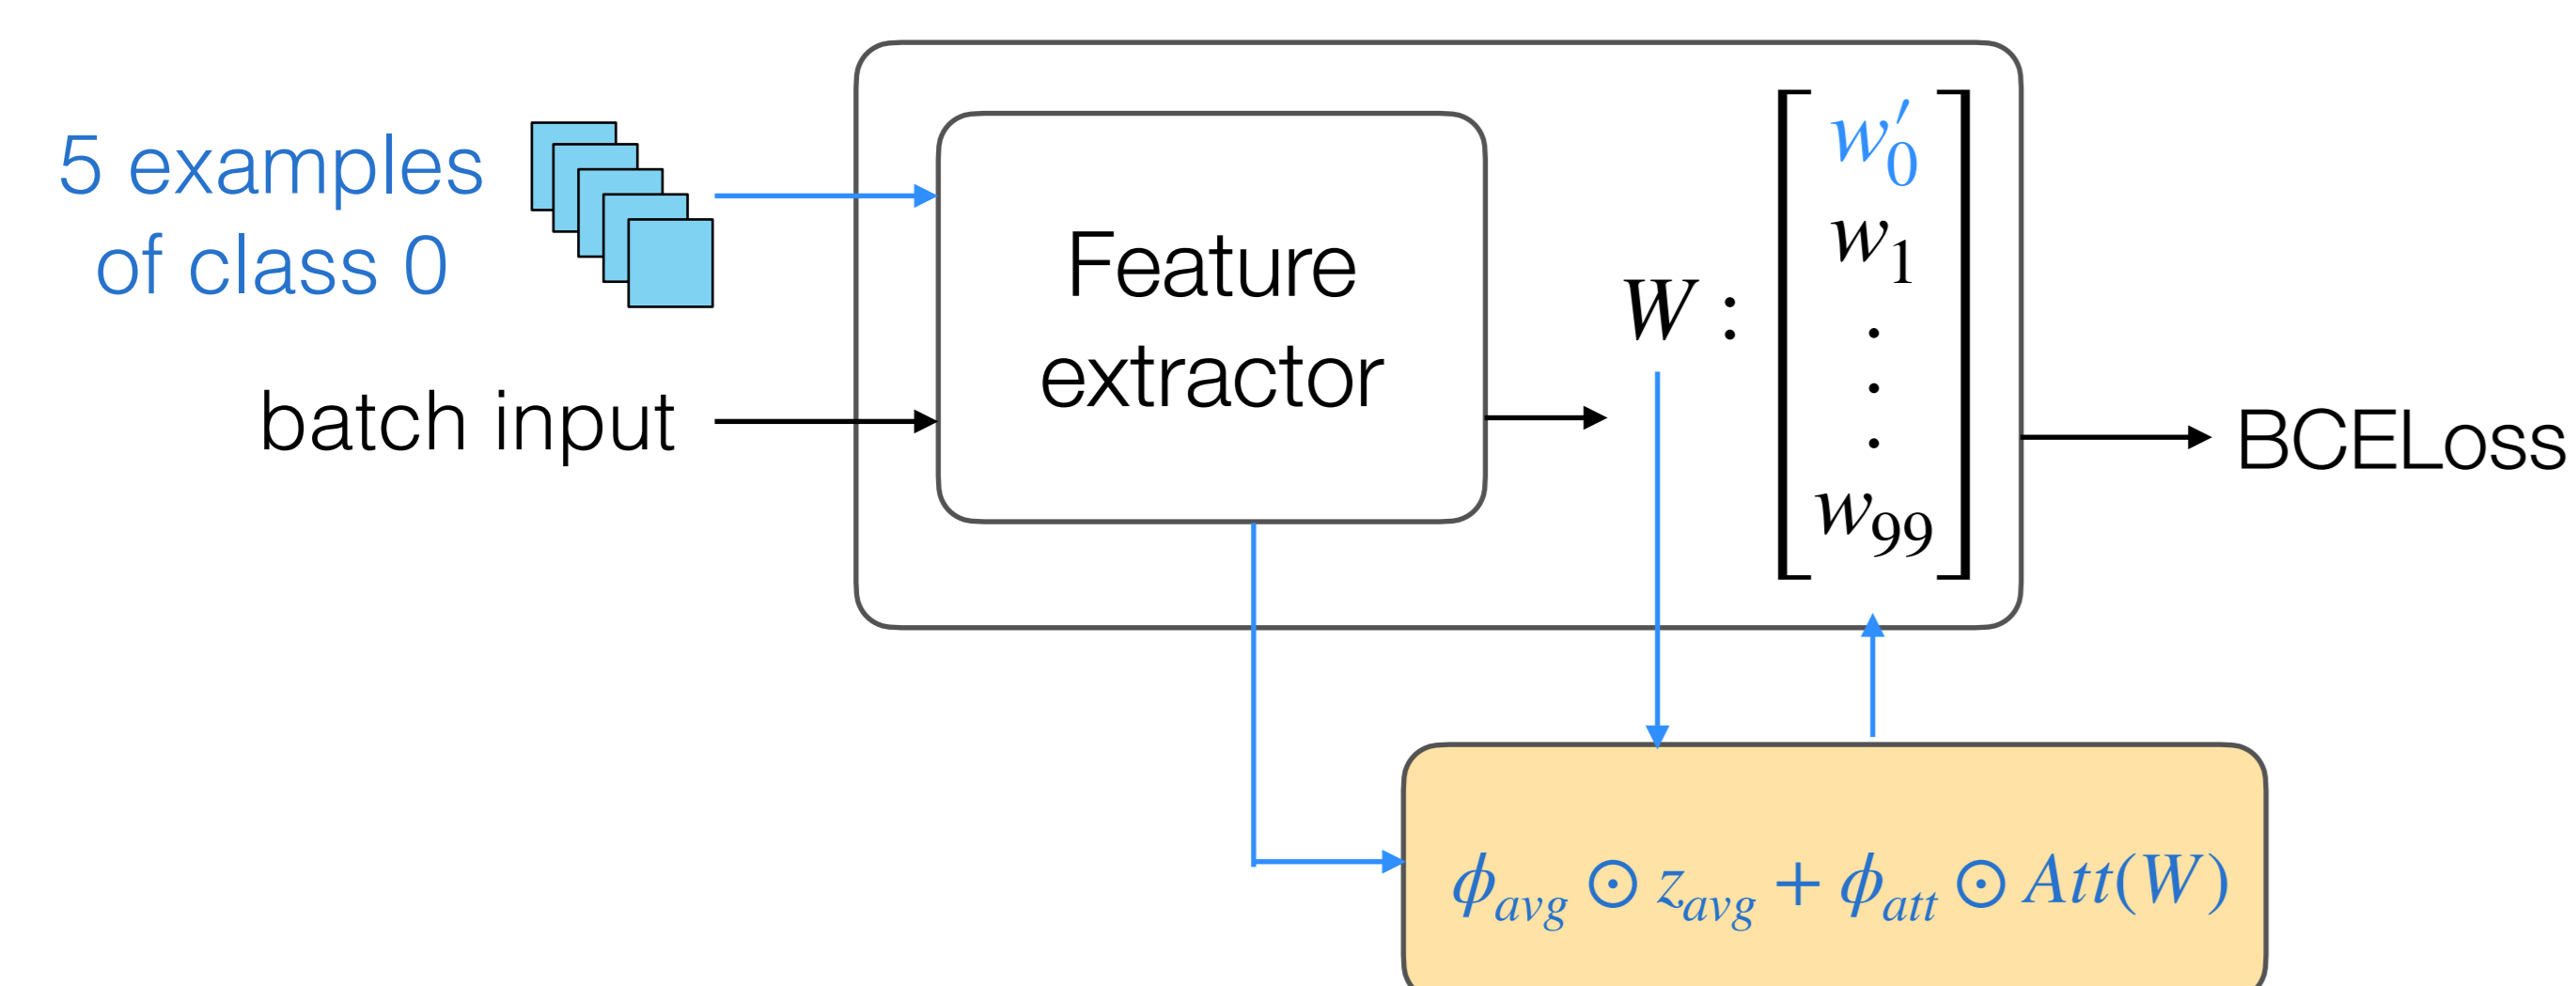 5 examples
of class 0
batch input
Feature
extractor
W :
w′₀
w₁
.
.
.
w₉₉
BCELoss
ϕₐᵥg ⊙ zₐᵥg + ϕₐₜₜ ⊙ Att(W)